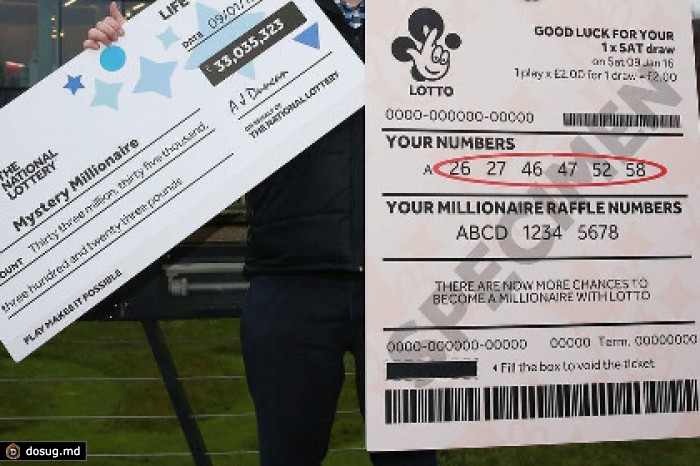 THE
NATIONAL
LOTTERY
LIFE
DATE 09/01/1
Mystery Millionaire
£33,035,323
Thirty three million, thirty five thousand,
three hundred and twenty three pounds
A J Duncan
ON BEHALF OF
THE NATIONAL LOTTERY
PLAY MAKES IT POSSIBLE
LOTTO
GOOD LUCK FOR YOUR
1 x SAT draw
on Sat 09 Jan 16
1 play x £2.00 for 1 draw = £2.00
0000-000000-00000
YOUR NUMBERS
A 26 27 46 47 52 58
YOUR MILLIONAIRE RAFFLE NUMBERS
ABCD 1234 5678
THERE ARE NOW MORE CHANCES TO
BECOME A MILLIONAIRE WITH LOTTO
0000-000000-00000 00000 Term. 00000000
Fill the box to void the ticket
SPECIMEN
dosug.md